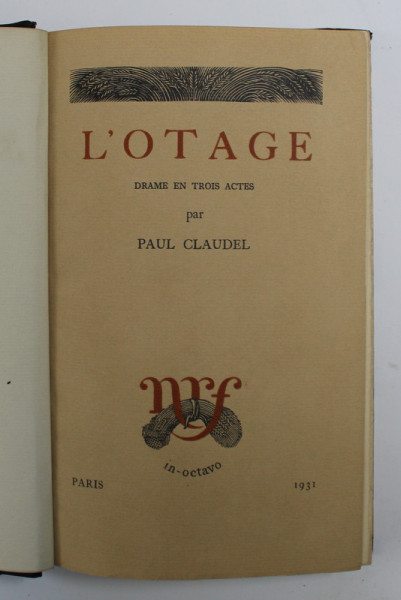 L'OTAGE
DRAME EN TROIS ACTES
par
PAUL CLAUDEL
nrf
in-octavo
PARIS 1931